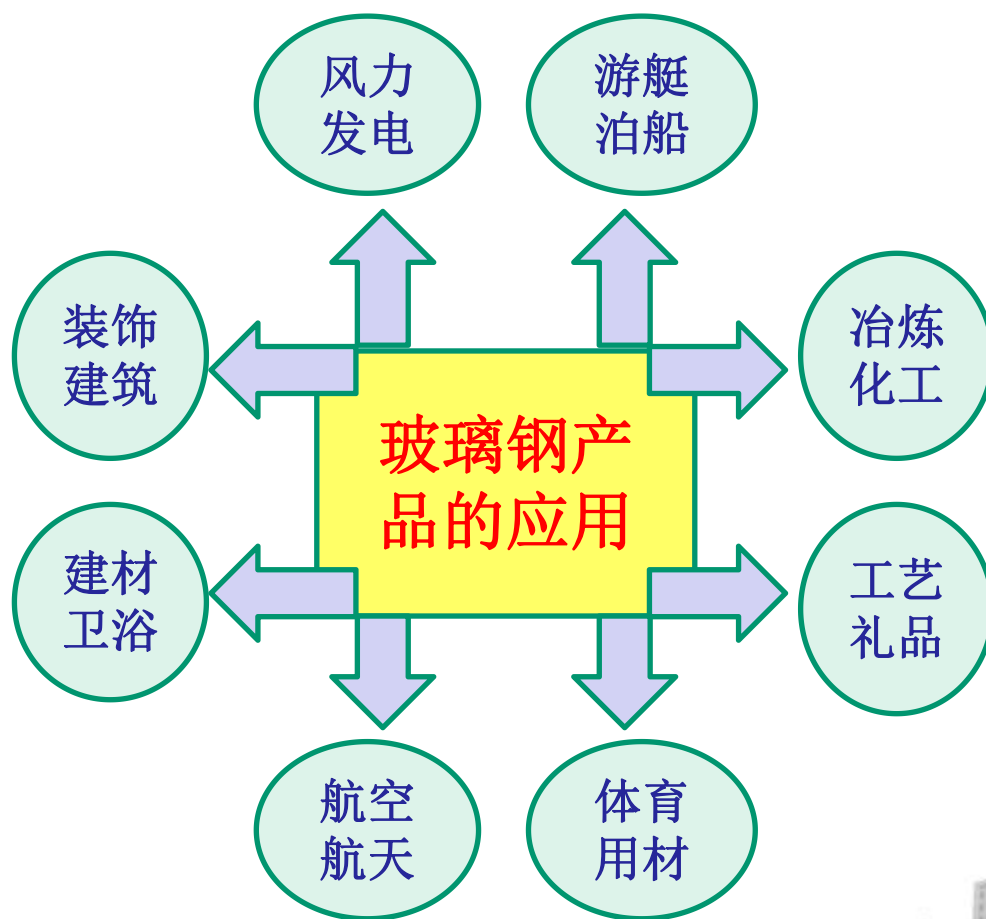 风力
发电
游艇
泊船
装饰
建筑
冶炼
化工
玻璃钢产
品的应用
建材
卫浴
工艺
礼品
航空
航天
体育
用材